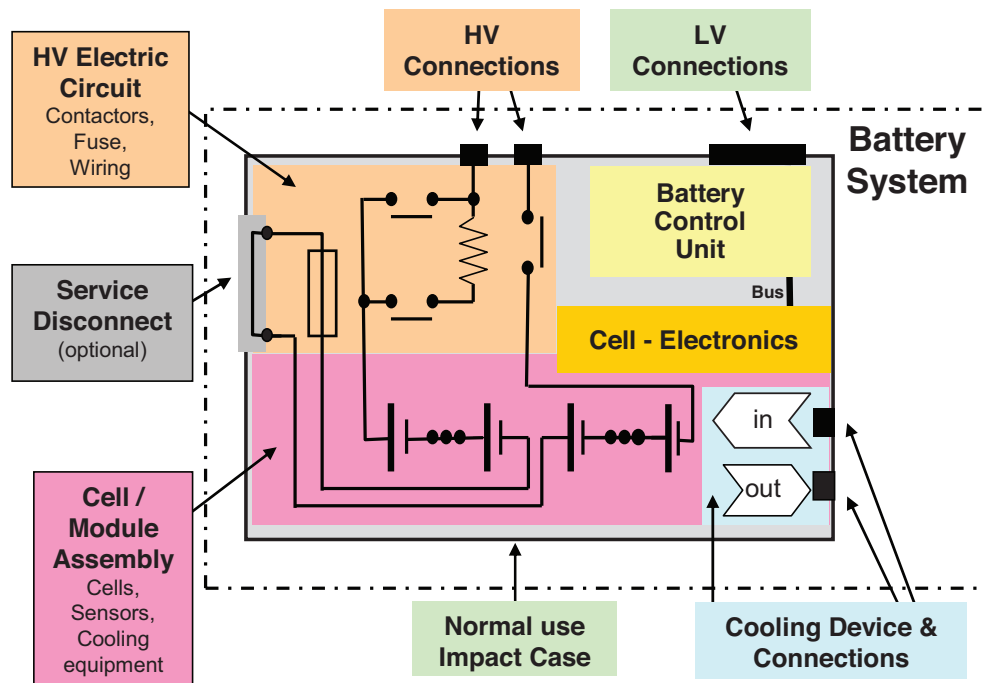 HV Electric
Circuit
Contactors,
Fuse,
Wiring
HV
Connections
LV
Connections
Battery
System
Battery
Control
Unit
Bus
Cell - Electronics
Service
Disconnect
(optional)
in
out
Cell /
Module
Assembly
Cells,
Sensors,
Cooling
equipment
Normal use
Impact Case
Cooling Device &
Connections